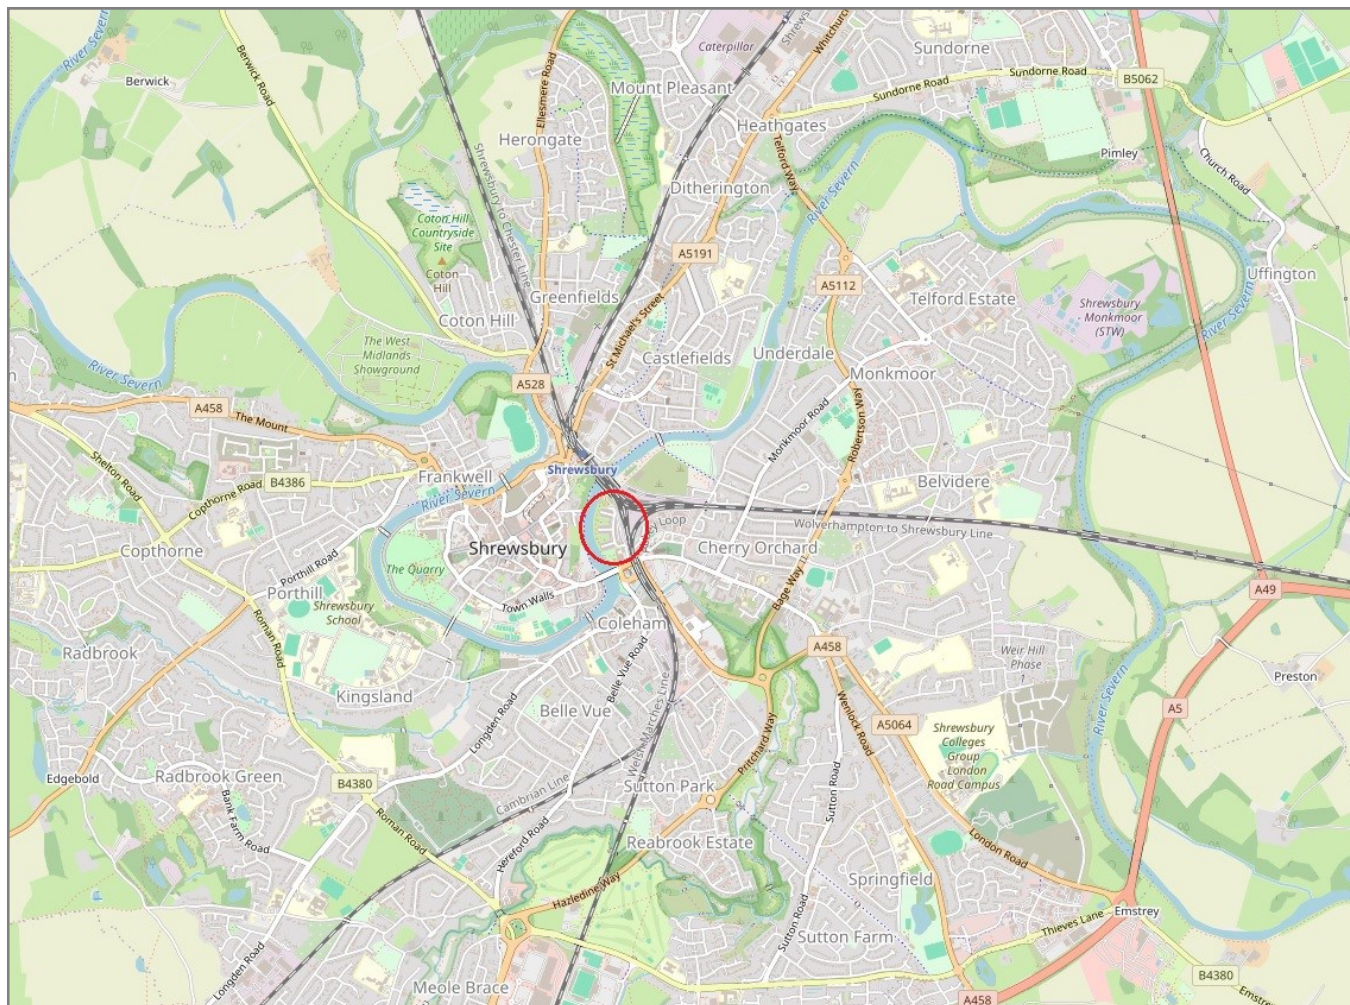 River Severn
Berwick
Berwick Road
Ellesmere Road
Caterpillar
Whitchurch
Sundorne
Sundorne Road
Sundorne Road
B5062
Mount Pleasant
Heathgates
Herongate
Telford Way
Pimley
Church Road
Shrewsbury to Chester Line
Ditherington
River Severn
Coton Hill
Countryside
Site
Coton
Hill
A5191
A5112
Uffington
Greenfields
Telford Estate
Shrewsbury
Monkmoor
(STW)
River Severn
Coton Hill
St Michael's Street
The West
Midlands
Showground
Castlefields
Underdale
Monkmoor
River Severn
A528
A458
The Mount
Robertson Way
Monkmoor Road
Shelton Road
Frankwell
Shrewsbury
B4386
Copthorne Road
River Severn
Belvidere
Loop
Wolverhampton to Shrewsbury Line
Copthorne
Shrewsbury
Cherry Orchard
The Quarry
Porthill Road
Porthill
Town Walls
Bage Way
A49
Shrewsbury
School
Coleham
Roman Road
Radbrook
A458
Weir Hill
Phase
1
Preston
Belle Vue Road
Kingsland
Welsh Marches Line
River Severn
A5
Longden Road
Belle Vue
Wenlock Road
A5064
Shrewsbury
Colleges
Group
London
Road Campus
Pritchard Way
Edgebold
Radbrook Green
B4380
Cambrian Line
Sutton Park
Sutton Road
Bank Farm Road
Roman Road
Hereford Road
Reabrook Estate
London Road
Springfield
Hazledine Way
Sutton Road
Thieves Lane
Emstrey
Sutton Farm
Longden Road
Meole Brace
A458
B4380